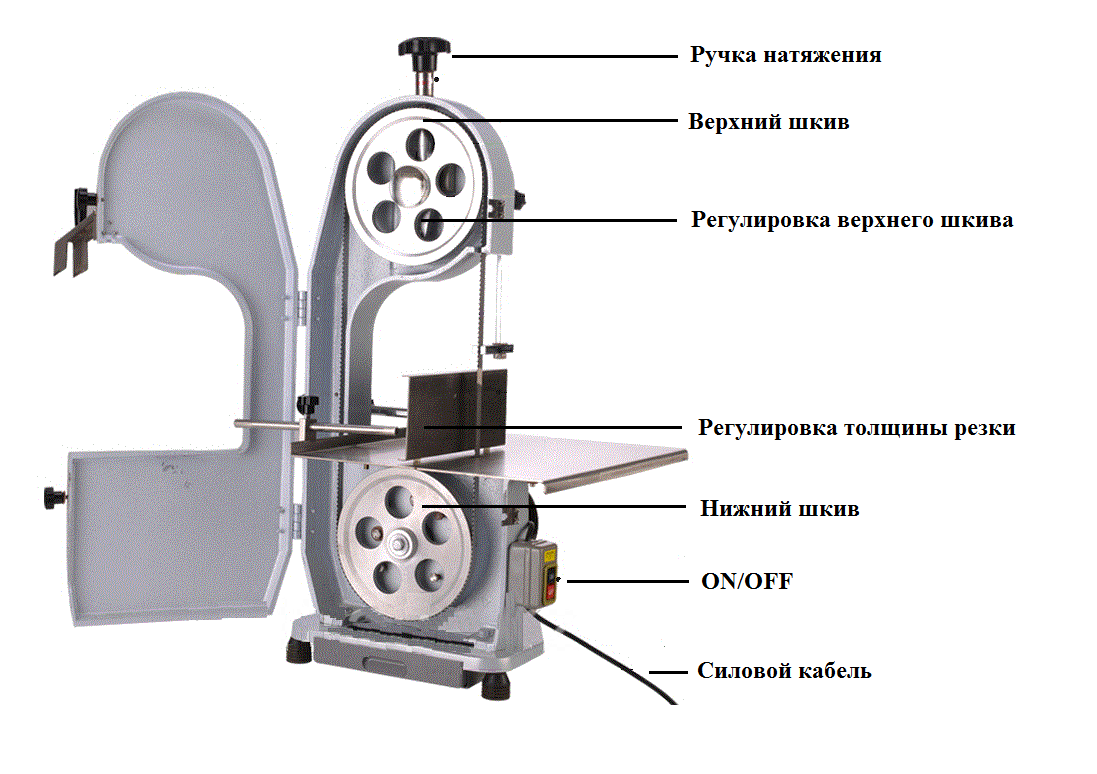 Ручка натяжения
Верхний шкив
Регулировка верхнего шкива
Регулировка толщины резки
Нижний шкив
ON/OFF
Силовой кабель